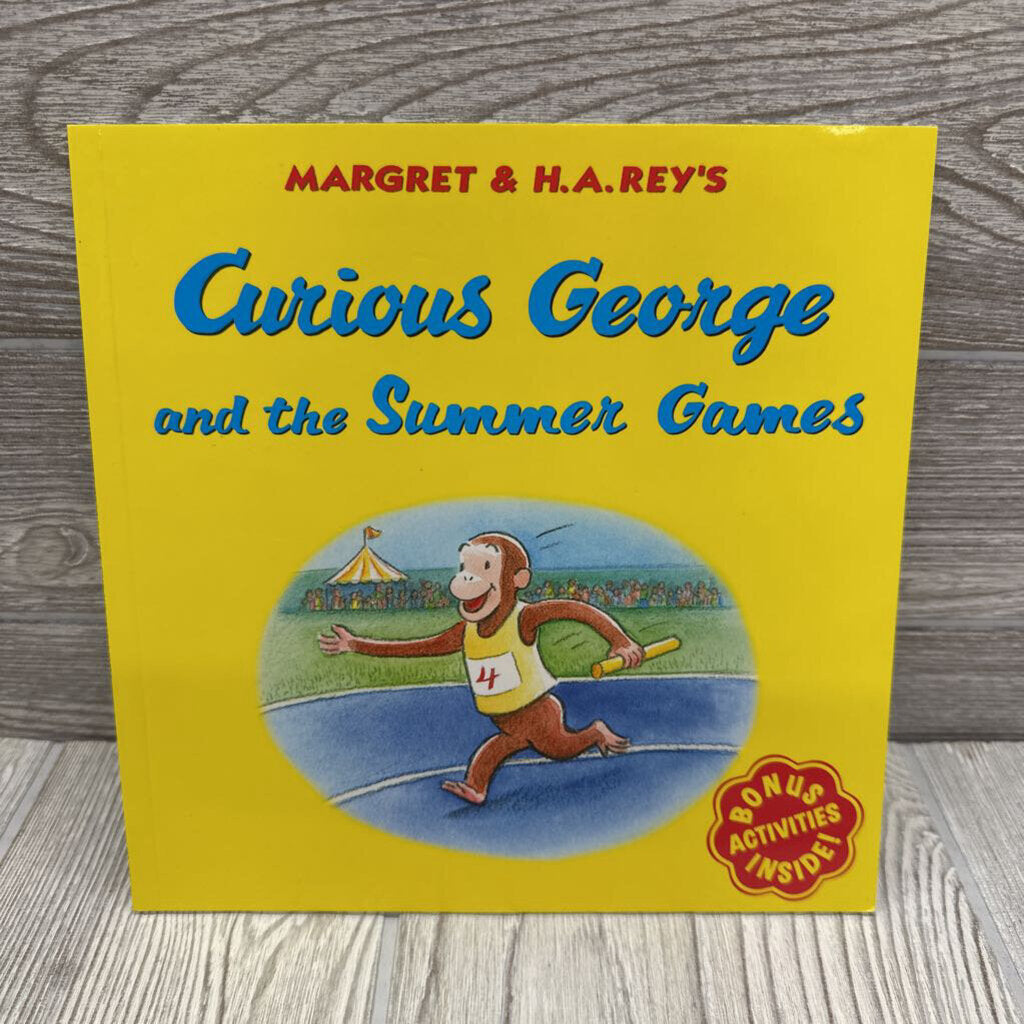 MARGRET & H.A.REY'S
Curious George
and the Summer Games
4
BONUS
ACTIVITIES
INSIDE!